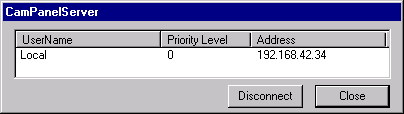 CamPanelServer
UserName Priority Level Address
Local 0 192.168.42.34
Disconnect Close